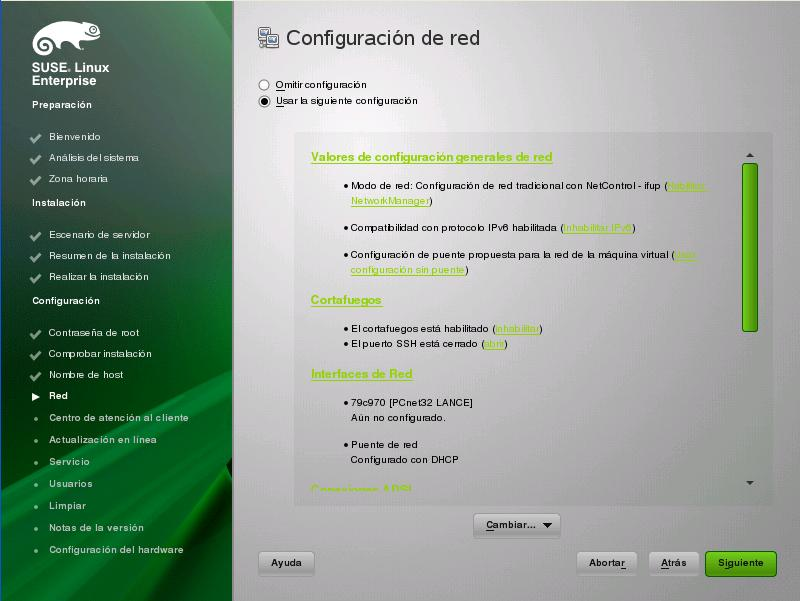 SUSE. Linux
Enterprise
Preparación
Bienvenido
Análisis del sistema
Zona horaria
Instalación
Escenario de servidor
Resumen de la instalación
Realizar la instalación
Configuración
Contraseña de root
Comprobar instalación
Nombre de host
Red
Centro de atención al cliente
Actualización en línea
Servicio
Usuarios
Limpiar
Notas de la versión
Configuración del hardware
Configuración de red
Omitir configuración
Usar la siguiente configuración
Valores de configuración generales de red
Modo de red: Configuración de red tradicional con NetControl - ifup (Habilitar
NetworkManager)
Compatibilidad con protocolo IPv6 habilitada (Inhabilitar IPv6)
Configuración de puente propuesta para la red de la máquina virtual (Usar
configuración sin puente)
Cortafuegos
El cortafuegos está habilitado (inhabilitar)
El puerto SSH está cerrado (abrir)
Interfaces de Red
79c970 [PCnet32 LANCE]
Aún no configurado.
Puente de red
Configurado con DHCP
Conexiones ADSL
Cambiar...
Ayuda
Abortar
Atrás
Siguiente